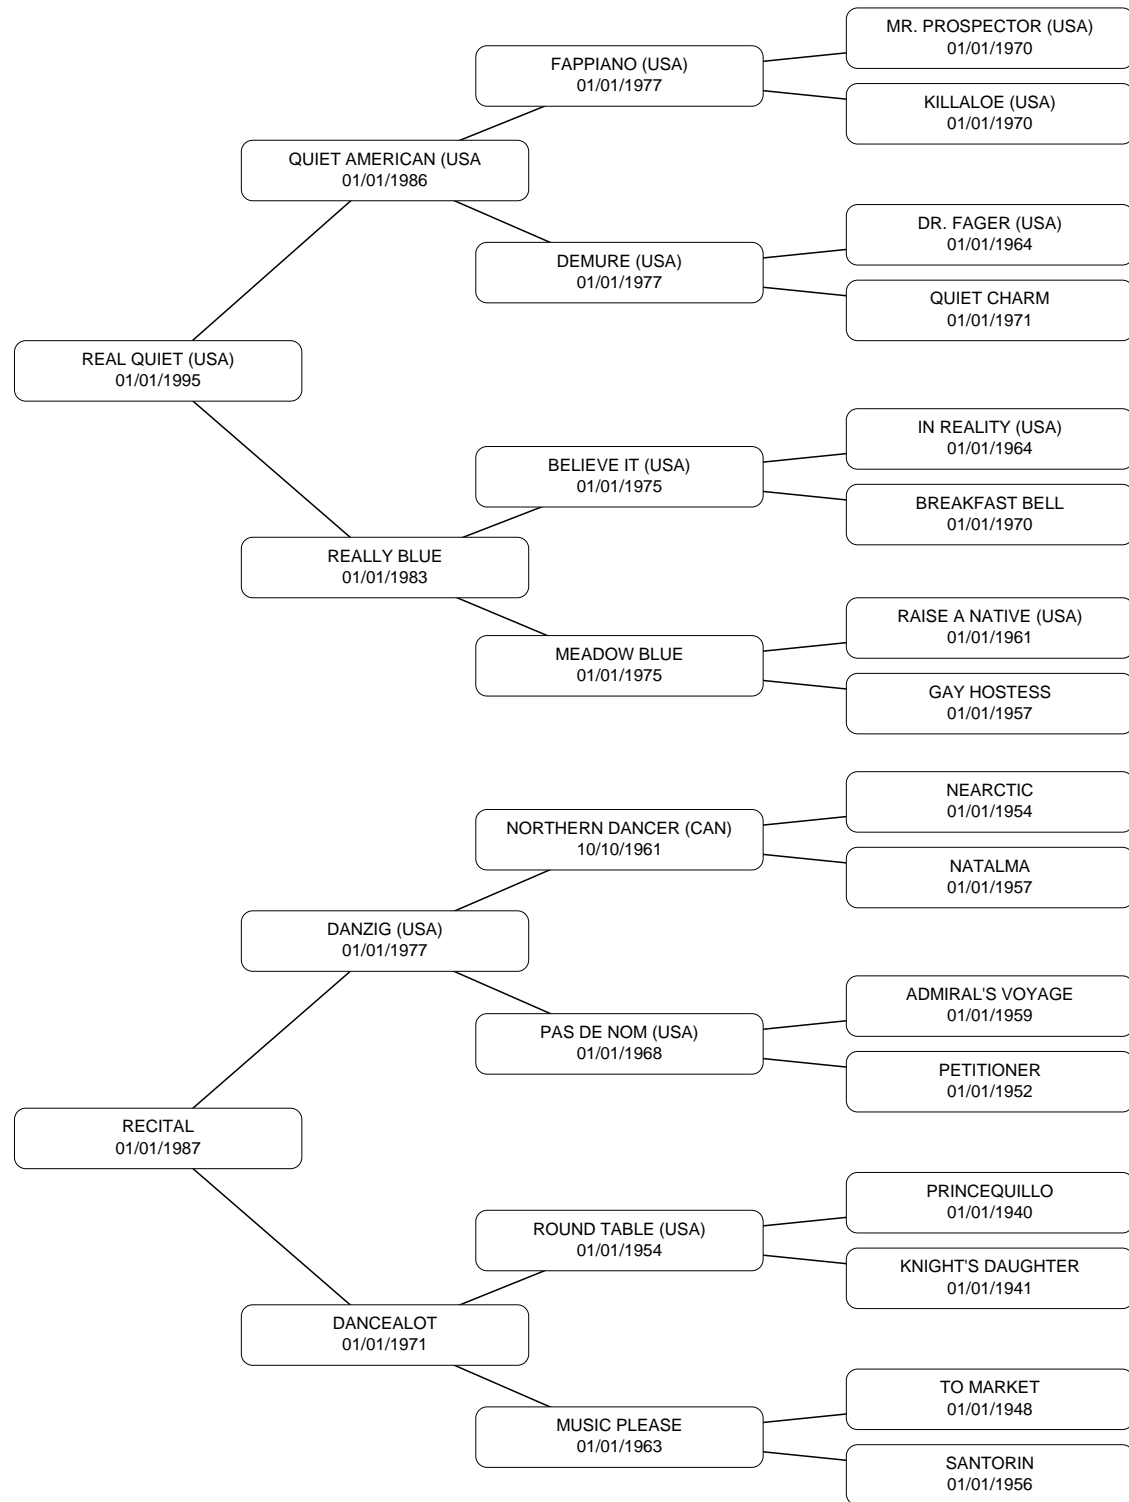 MR. PROSPECTOR (USA)
01/01/1970
FAPPIANO (USA)
01/01/1977
KILLALOE (USA)
01/01/1970
QUIET AMERICAN (USA
01/01/1986
DR. FAGER (USA)
01/01/1964
DEMURE (USA)
01/01/1977
QUIET CHARM
01/01/1971
REAL QUIET (USA)
01/01/1995
IN REALITY (USA)
01/01/1964
BELIEVE IT (USA)
01/01/1975
BREAKFAST BELL
01/01/1970
REALLY BLUE
01/01/1983
RAISE A NATIVE (USA)
01/01/1961
MEADOW BLUE
01/01/1975
GAY HOSTESS
01/01/1957
NEARCTIC
01/01/1954
NORTHERN DANCER (CAN)
10/10/1961
NATALMA
01/01/1957
DANZIG (USA)
01/01/1977
ADMIRAL'S VOYAGE
01/01/1959
PAS DE NOM (USA)
01/01/1968
PETITIONER
01/01/1952
RECITAL
01/01/1987
PRINCEQUILLO
01/01/1940
ROUND TABLE (USA)
01/01/1954
KNIGHT'S DAUGHTER
01/01/1941
DANCEALOT
01/01/1971
TO MARKET
01/01/1948
MUSIC PLEASE
01/01/1963
SANTORIN
01/01/1956